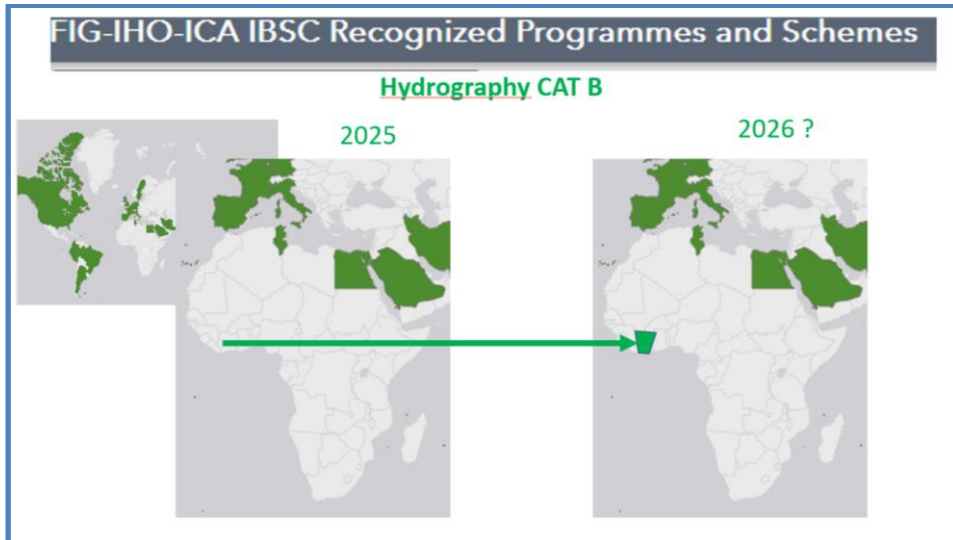 FIG-IHO-ICA IBSC Recognized Programmes and Schemes
Hydrography CAT B
2025
2026 ?